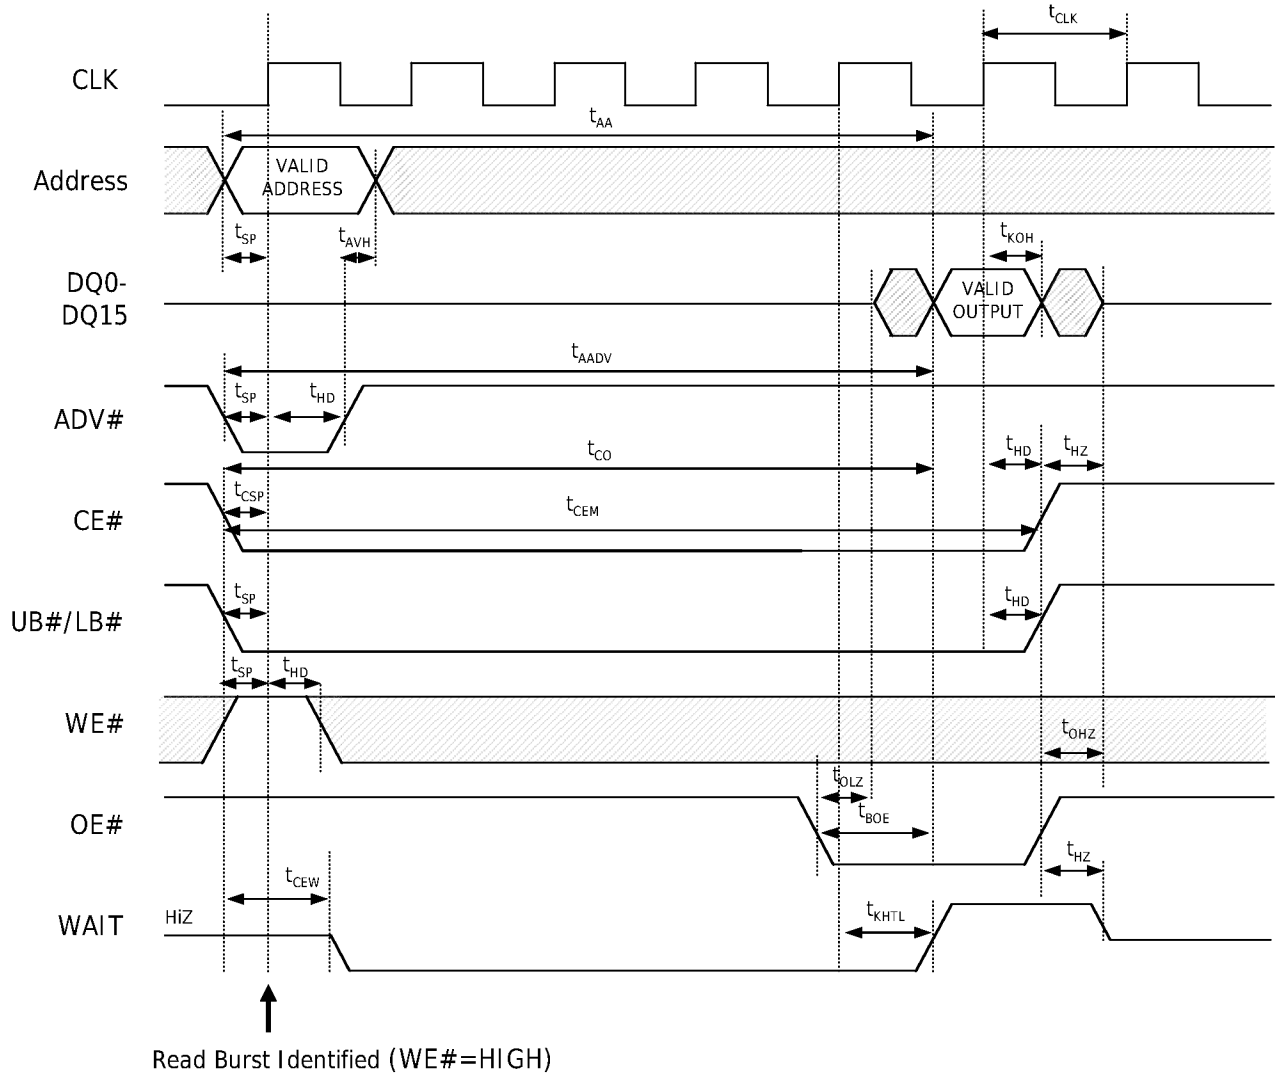 tCLK
CLK
tAA
Address
VALID
ADDRESS
tSP
tAVH
tKOH
DQ0-
DQ15
VALID
OUTPUT
tAADV
ADV#
tSP
tHD
tCO
tHD
tHZ
CE#
tCSP
tCEM
UB#/LB#
tSP
tHD
tSP
tHD
WE#
tOHZ
OE#
tOLZ
tBOE
tHZ
tCEW
WAIT
HiZ
tKHTL
Read Burst Identified (WE#=HIGH)